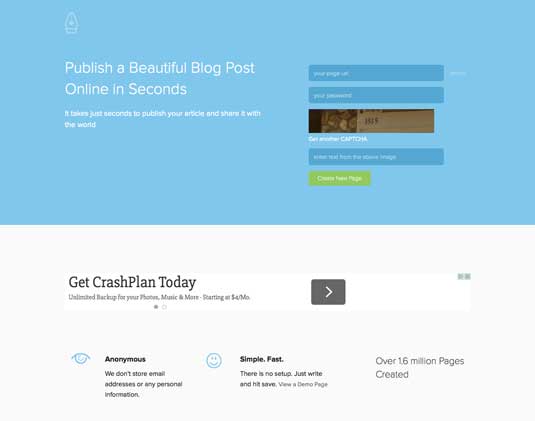 Publish a Beautiful Blog Post
Online in Seconds
It takes just seconds to publish your article and share it with
the world
your page url
your password
Get another CAPTCHA
enter text from the above image
Create New Page
Get CrashPlan Today
Unlimited Backup for your Photos, Music & More - Starting at $4/Mo.
Anonymous
We don't store email
addresses or any personal
information.
Simple. Fast.
There is no setup. Just write
and hit save. View a Demo Page
Over 1.6 million Pages
Created